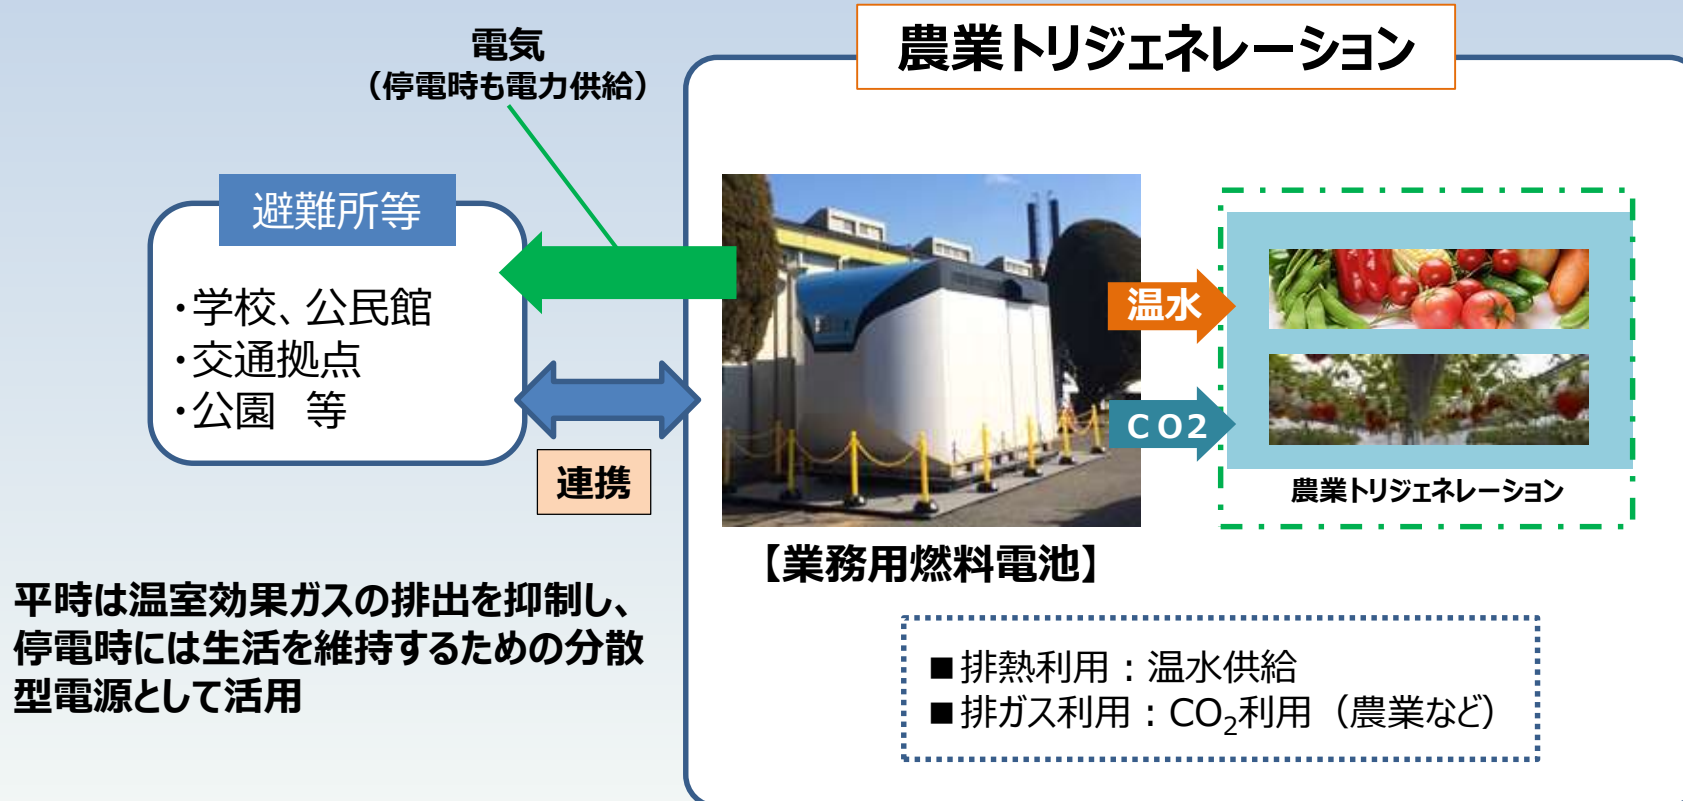 農業トリジェネレーション
電気
（停電時も電力供給）
避難所等
・学校、公民館
・交通拠点
・公園　等
連携
温水
ＣＯ2
農業トリジェネレーション
【業務用燃料電池】
平時は温室効果ガスの排出を抑制し、
停電時には生活を維持するための分散
型電源として活用
■排熱利用：温水供給
■排ガス利用：CO₂利用（農業など）